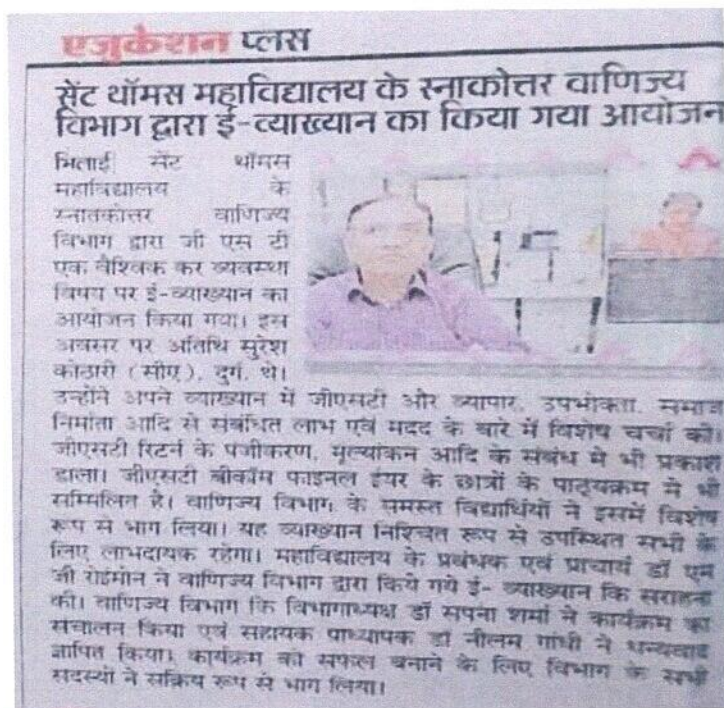 एजुकेशन प्लस
सेंट थॉमस महाविद्यालय के स्नाकोत्तर वाणिज्य
विभाग द्वारा ई-व्याख्यान का किया गया आयोजन
भिलाई सेंट थॉमस
महाविद्यालय के
स्नातकोत्तर वाणिज्य
विभाग द्वारा जी एस टी
एक वैश्विक कर व्यवस्था
विषय पर ई-व्याख्यान का
आयोजन किया गया। इस
अवसर पर अतिथि सुरेश
कोठारी (सीए), दुर्ग, थे।
उन्होंने अपने व्याख्यान में जीएसटी और व्यापार, उपभोक्ता, समाज
निर्माता आदि से संबंधित लाभ एवं मदद के बारे में विशेष चर्चा की।
जीएसटी रिटर्न के पंजीकरण, मूल्यांकन आदि के संबंध मे भी प्रकाश
डाला। जीएसटी बीकॉम फाइनल ईयर के छात्रों के पाठ्यक्रम मे भी
सम्मिलित है। वाणिज्य विभाग के समस्त विद्यार्थियों ने इसमें विशेष
रूप से भाग लिया। यह व्याख्यान निश्चित रूप से उपस्थित सभी के
लिए लाभदायक रहेगा। महाविद्यालय के प्रबंधक एवं प्राचार्य डॉ एम
जी रोईमोन ने वाणिज्य विभाग द्वारा किये गये ई- व्याख्यान कि सराहना
की। वाणिज्य विभाग कि विभागाध्यक्ष डॉ सपना शर्मा ने कार्यक्रम का
संचालन किया एवं सहायक प्राध्यापक डॉ नीलम गांधी ने धन्यवाद
ज्ञापित किया। कार्यक्रम को सफल बनाने के लिए विभाग के सभी
सदस्यों ने सक्रिय रूप से भाग लिया।